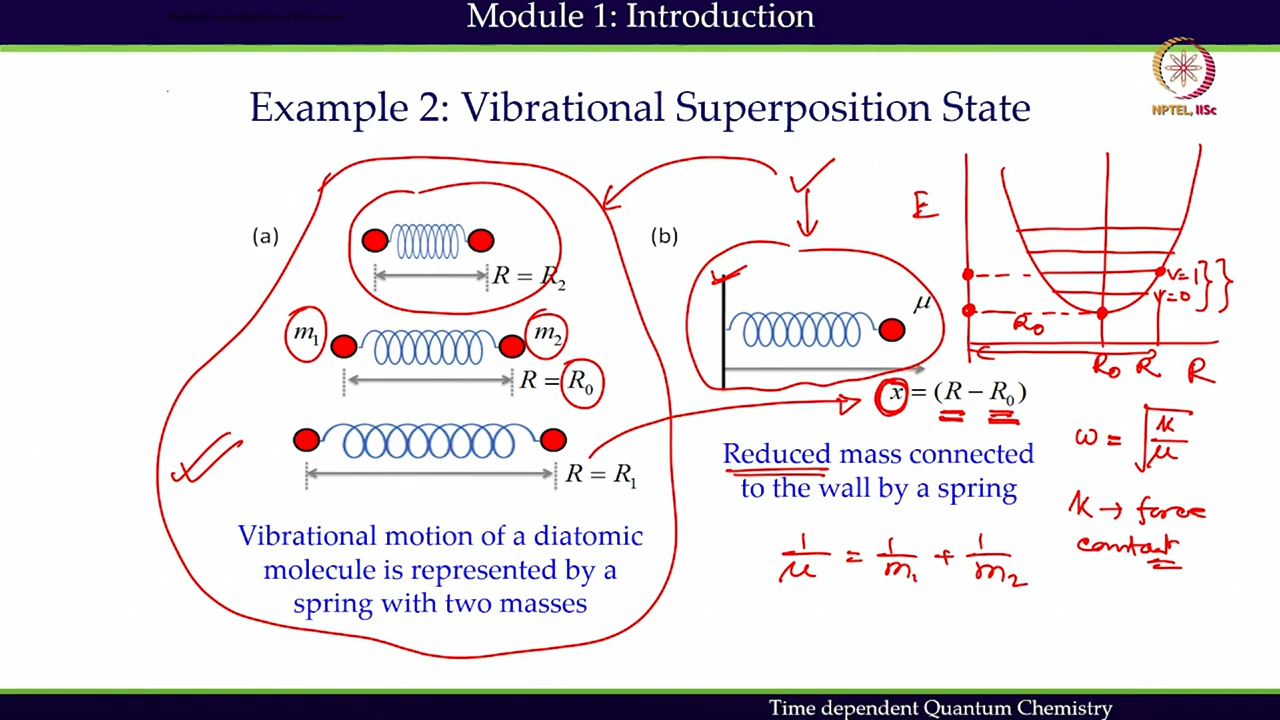 Module 1: Introduction
NPTEL, IISc
Example 2: Vibrational Superposition State
(a)
R = R₂
m₁
m₂
R = R₀
R = R₁
Vibrational motion of a diatomic
molecule is represented by a
spring with two masses
(b)
μ
x = (R − R₀)
Reduced mass connected
to the wall by a spring
1/μ = 1/m₁ + 1/m₂
E
v=1
v=0
R₀
R₀
R
R
ω = √(k/μ)
k → force
constant
Time dependent Quantum Chemistry